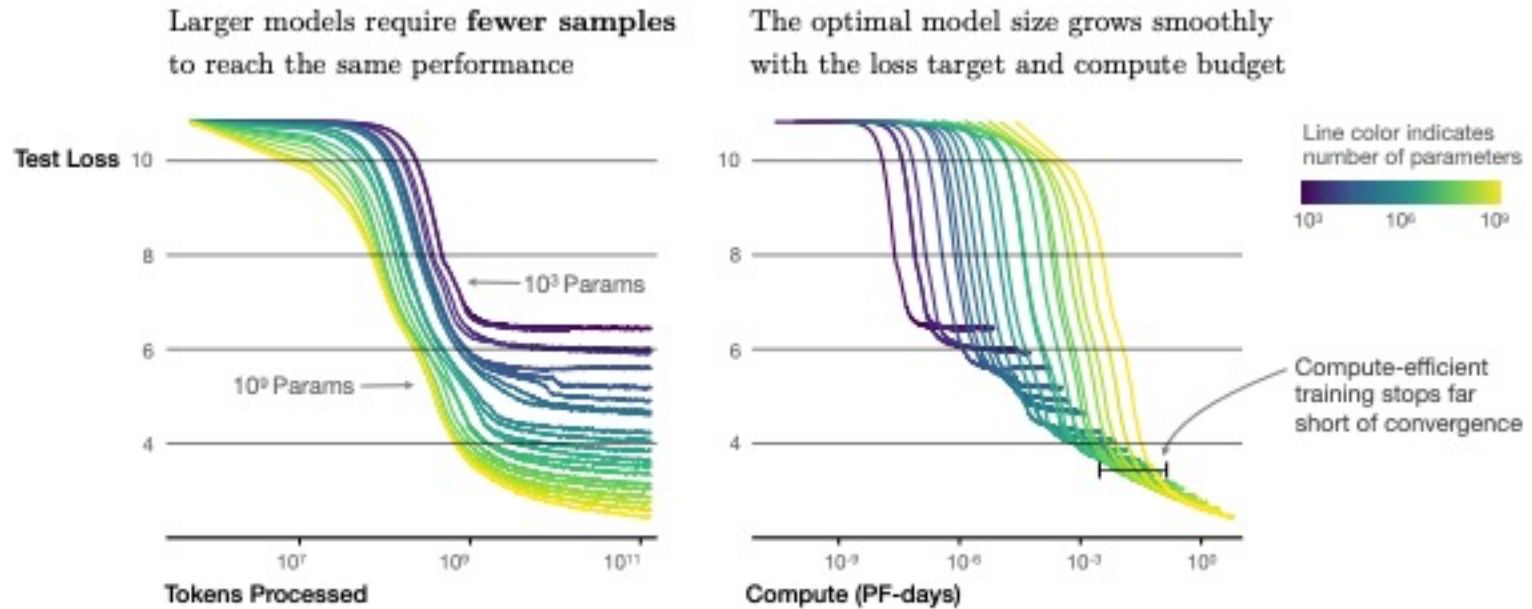 Larger models require fewer samples
to reach the same performance
The optimal model size grows smoothly
with the loss target and compute budget
Test Loss
10
8
6
4
10³ Params
10⁹ Params
10⁷
10⁹
10¹¹
Tokens Processed
10
8
6
4
Line color indicates
number of parameters
10³
10⁶
10⁹
Compute-efficient
training stops far
short of convergence
10⁻⁹
10⁻⁶
10⁻³
10⁰
Compute (PF-days)